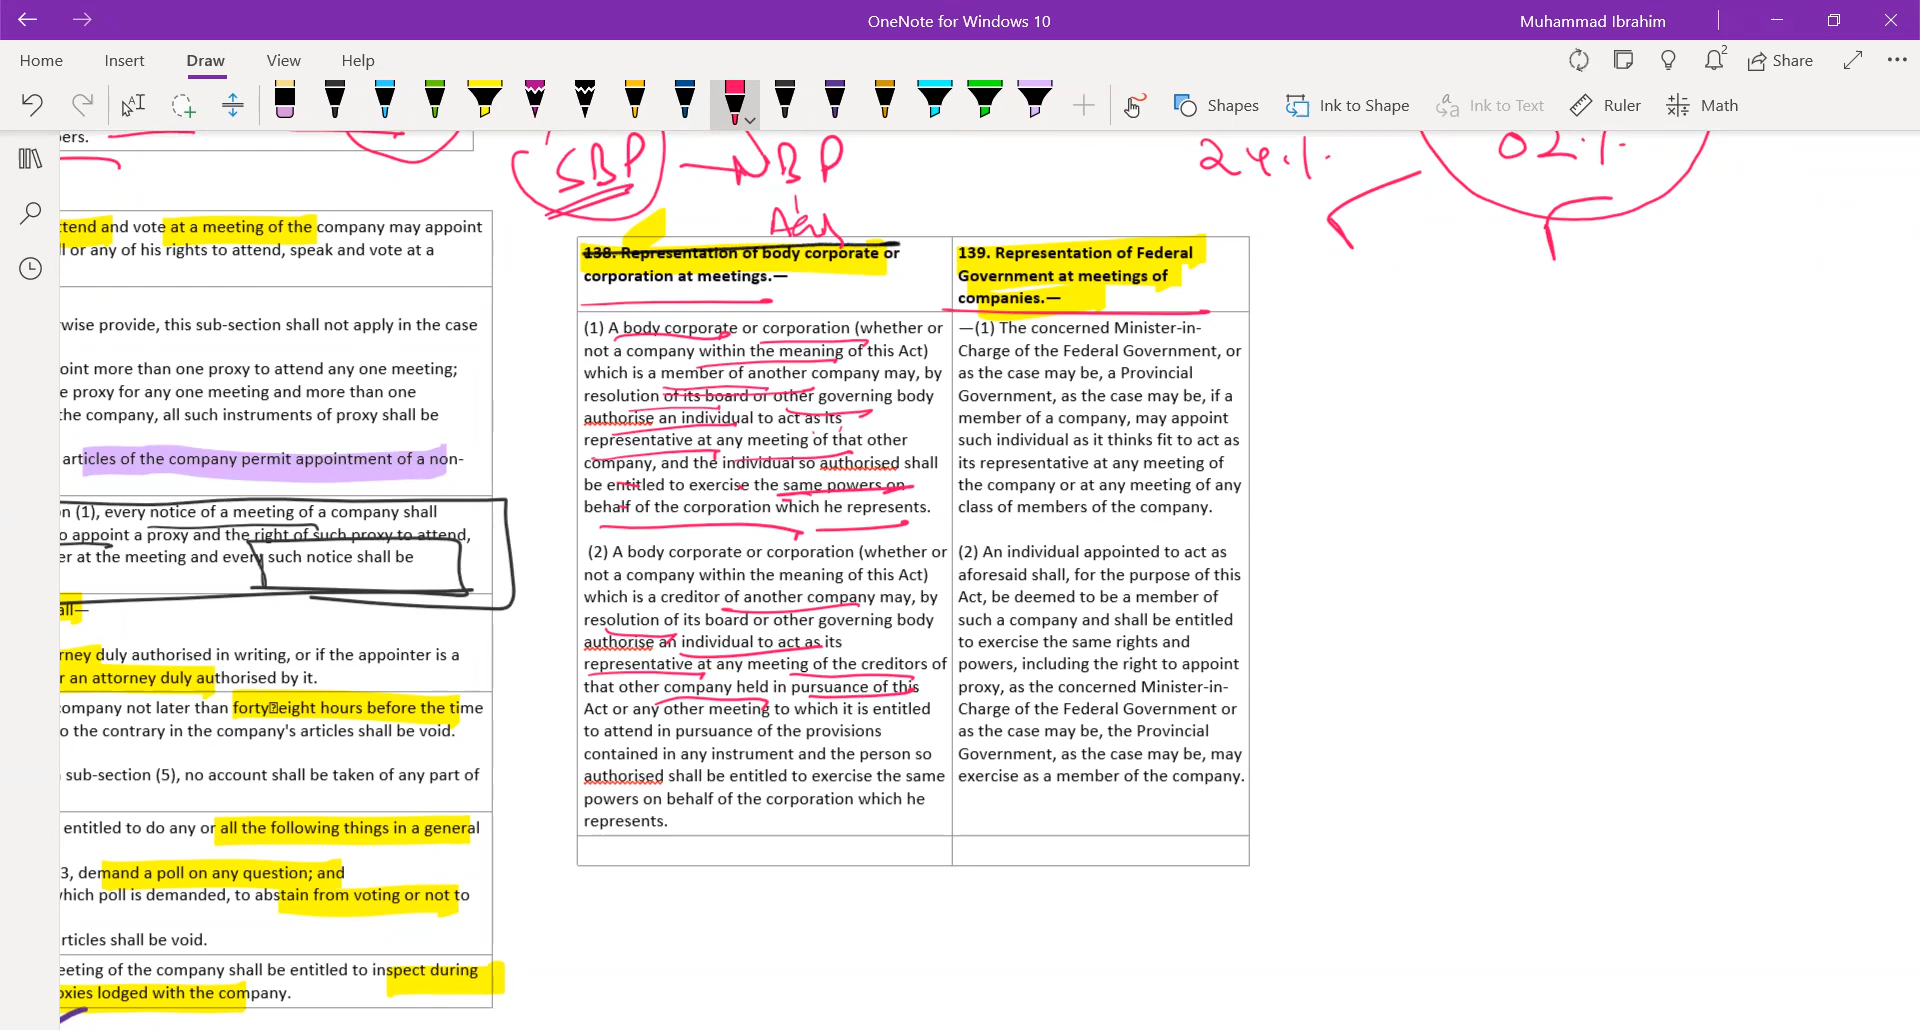 OneNote for Windows 10
Muhammad Ibrahim
Home Insert Draw View Help
2
Share
Shapes
Ink to Shape
Ink to Text
Ruler
Math
ers.
SBP
NBP
24.1.
02.1.
ttend and vote at a meeting of the company may appoint
ll or any of his rights to attend, speak and vote at a
wise provide, this sub-section shall not apply in the case
oint more than one proxy to attend any one meeting;
e proxy for any one meeting and more than one
the company, all such instruments of proxy shall be
articles of the company permit appointment of a non-
n (1), every notice of a meeting of a company shall
o appoint a proxy and the right of such proxy to attend,
er at the meeting and every such notice shall be
all—
rney duly authorised in writing, or if the appointer is a
r an attorney duly authorised by it.
company not later than forty⍰eight hours before the time
o the contrary in the company's articles shall be void.
sub-section (5), no account shall be taken of any part of
entitled to do any or all the following things in a general
3, demand a poll on any question; and
hich poll is demanded, to abstain from voting or not to
rticles shall be void.
eeting of the company shall be entitled to inspect during
oxies lodged with the company.
138. Representation of body corporate or
corporation at meetings.—
(1) A body corporate or corporation (whether or
not a company within the meaning of this Act)
which is a member of another company may, by
resolution of its board or other governing body
authorise an individual to act as its
representative at any meeting of that other
company, and the individual so authorised shall
be entitled to exercise the same powers on
behalf of the corporation which he represents.
(2) A body corporate or corporation (whether or
not a company within the meaning of this Act)
which is a creditor of another company may, by
resolution of its board or other governing body
authorise an individual to act as its
representative at any meeting of the creditors of
that other company held in pursuance of this
Act or any other meeting to which it is entitled
to attend in pursuance of the provisions
contained in any instrument and the person so
authorised shall be entitled to exercise the same
powers on behalf of the corporation which he
represents.
139. Representation of Federal
Government at meetings of
companies.—
—(1) The concerned Minister-in-
Charge of the Federal Government, or
as the case may be, a Provincial
Government, as the case may be, if a
member of a company, may appoint
such individual as it thinks fit to act as
its representative at any meeting of
the company or at any meeting of any
class of members of the company.
(2) An individual appointed to act as
aforesaid shall, for the purpose of this
Act, be deemed to be a member of
such a company and shall be entitled
to exercise the same rights and
powers, including the right to appoint
proxy, as the concerned Minister-in-
Charge of the Federal Government or
as the case may be, the Provincial
Government, as the case may be, may
exercise as a member of the company.